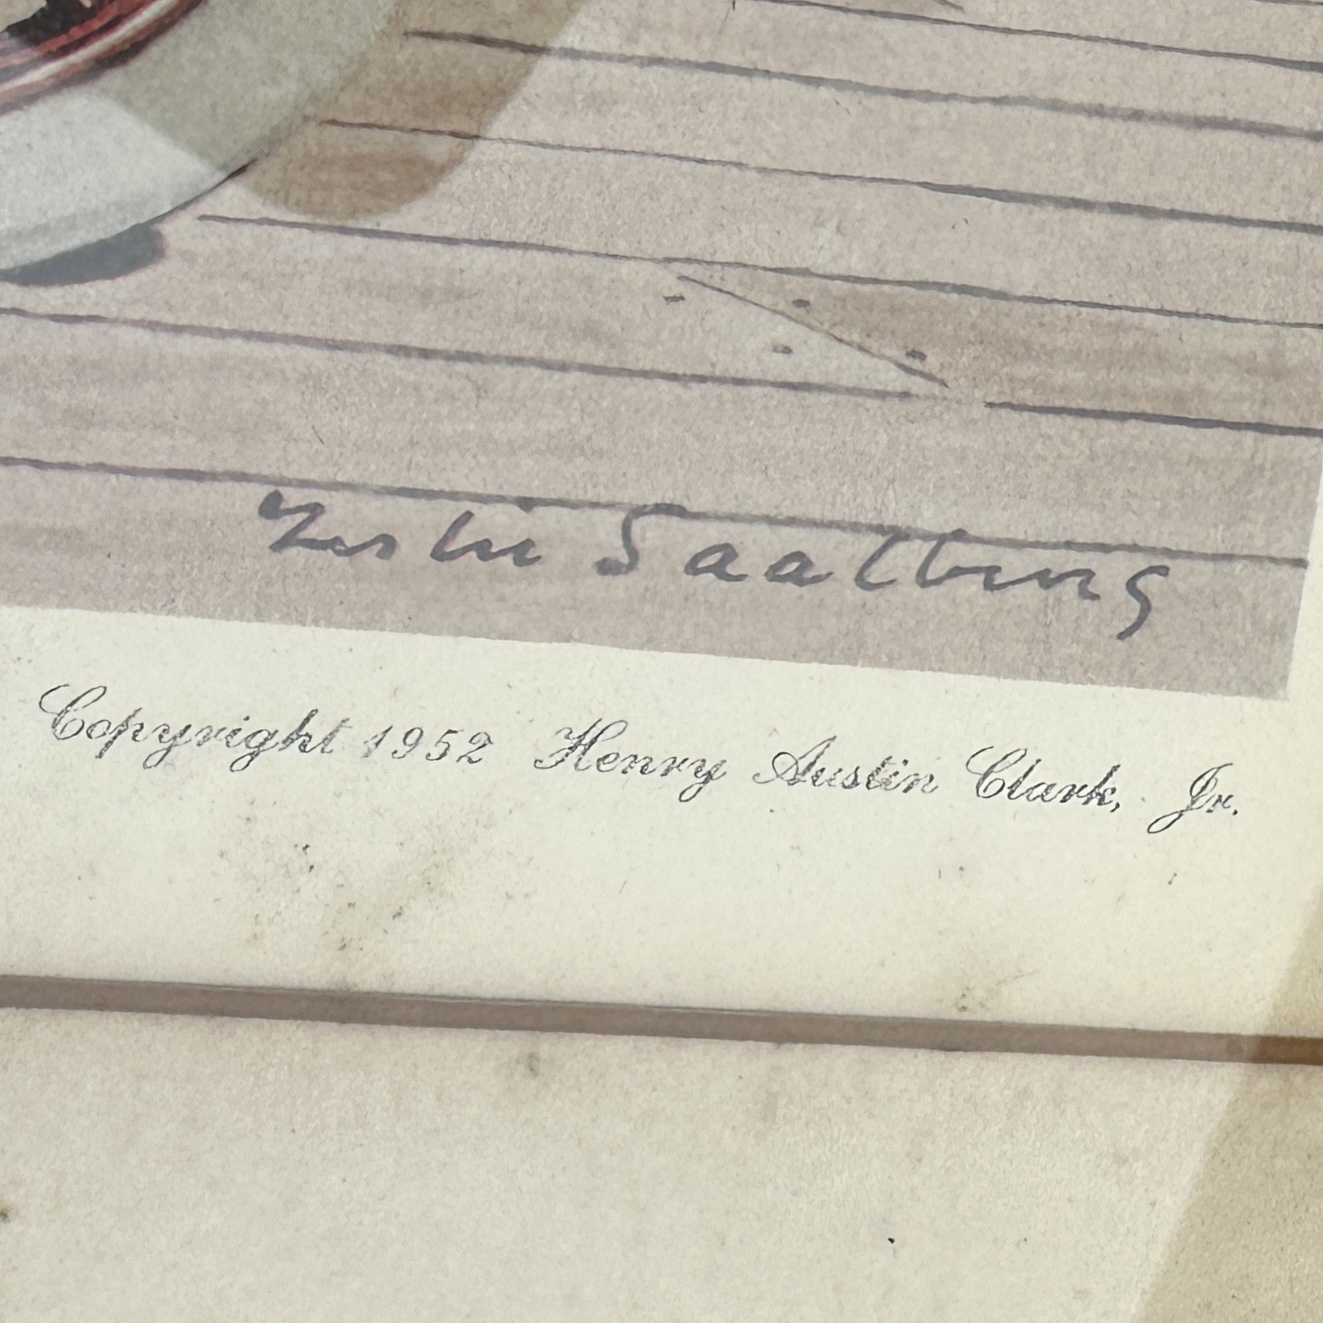 Leslie Saalburg
Copyright 1952 Henry Austin Clark, Jr.